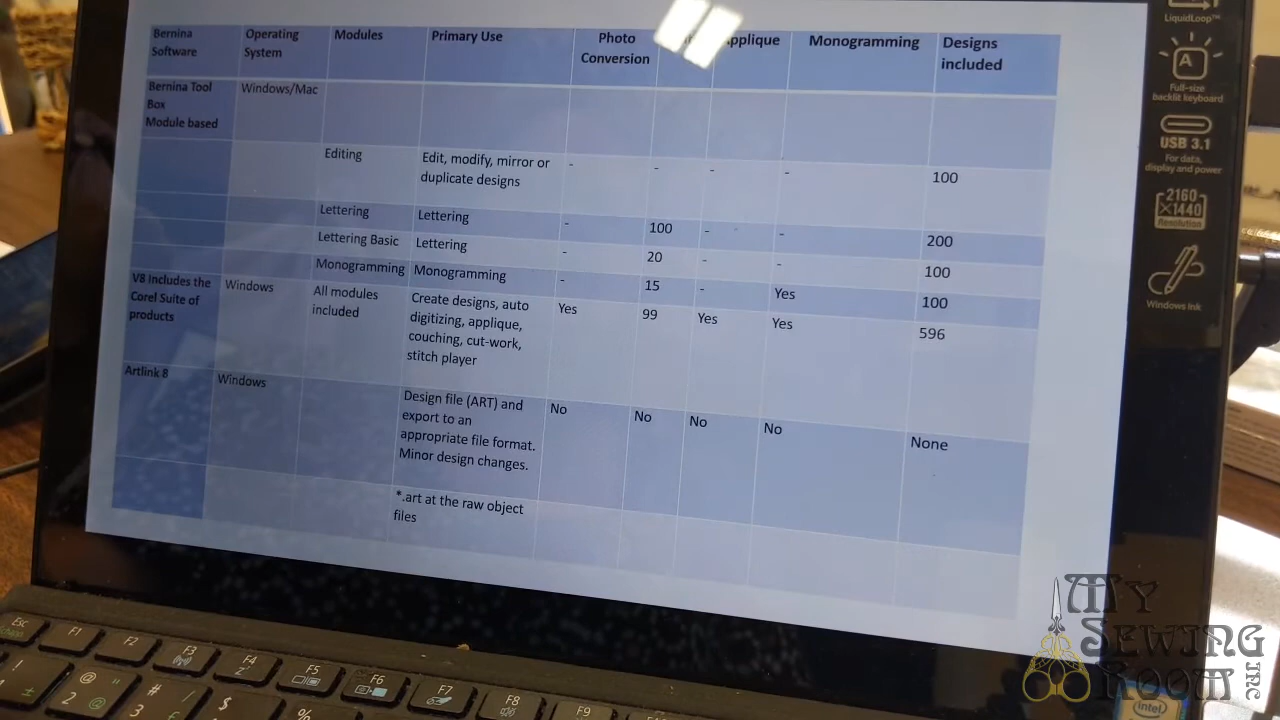 Bernina Software
Operating System
Modules
Primary Use
Photo Conversion
pplique
Monogramming
Designs included
Bernina Tool Box Module based
Windows/Mac
Editing
Edit, modify, mirror or duplicate designs
- - - - 100
Lettering Lettering - 100 - - 200
Lettering Basic Lettering - 20 - - 100
Monogramming Monogramming - 15 - Yes 100
V8 Includes the Corel Suite of products
Windows
All modules included
Create designs, auto digitizing, applique, couching, cut-work, stitch player
Yes 99 Yes Yes 596
Artlink 8
Windows
Design file (ART) and export to an appropriate file format. Minor design changes.
No No No No None
*.art at the raw object files
LiquidLoop™
A
Full-size
backlit keyboard
USB 3.1
For data,
display and power
2160
×1440
Resolution
Windows Ink
Esc F1 F2 F3 F4 F5 F6 F7 F8 F9
! @ " # / $
± 2 @ 3
My
Sewing
Room Inc
intel